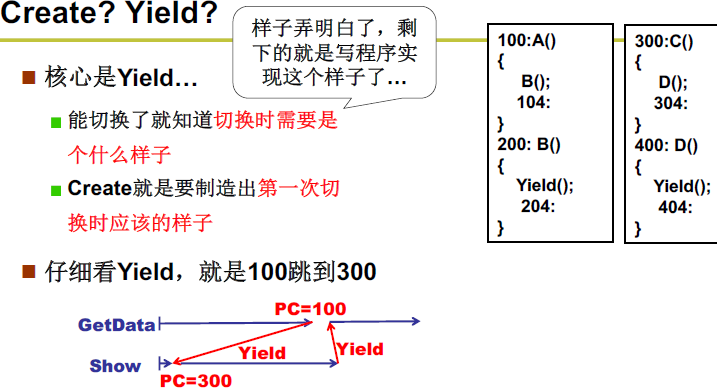 Create? Yield?
样子弄明白了，剩
下的就是写程序实
现这个样子了...
核心是Yield...
能切换了就知道切换时需要是
个什么样子
Create就是要制造出第一次切
换时应该的样子
仔细看Yield，就是100跳到300
100:A()
{
B();
104:
}
200: B()
{
Yield();
204:
}
300:C()
{
D();
304:
}
400: D()
{
Yield();
404:
}
PC=100
GetData
Yield
Yield
Show
PC=300